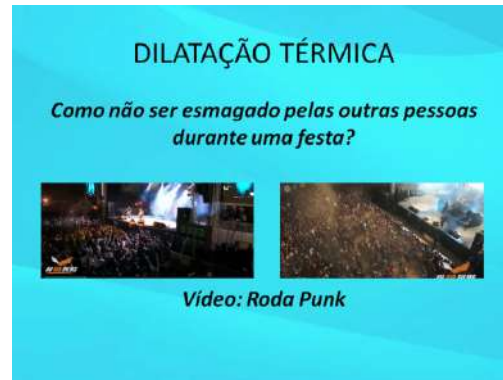 DILATAÇÃO TÉRMICA
Como não ser esmagado pelas outras pessoas
durante uma festa?
Vídeo: Roda Punk